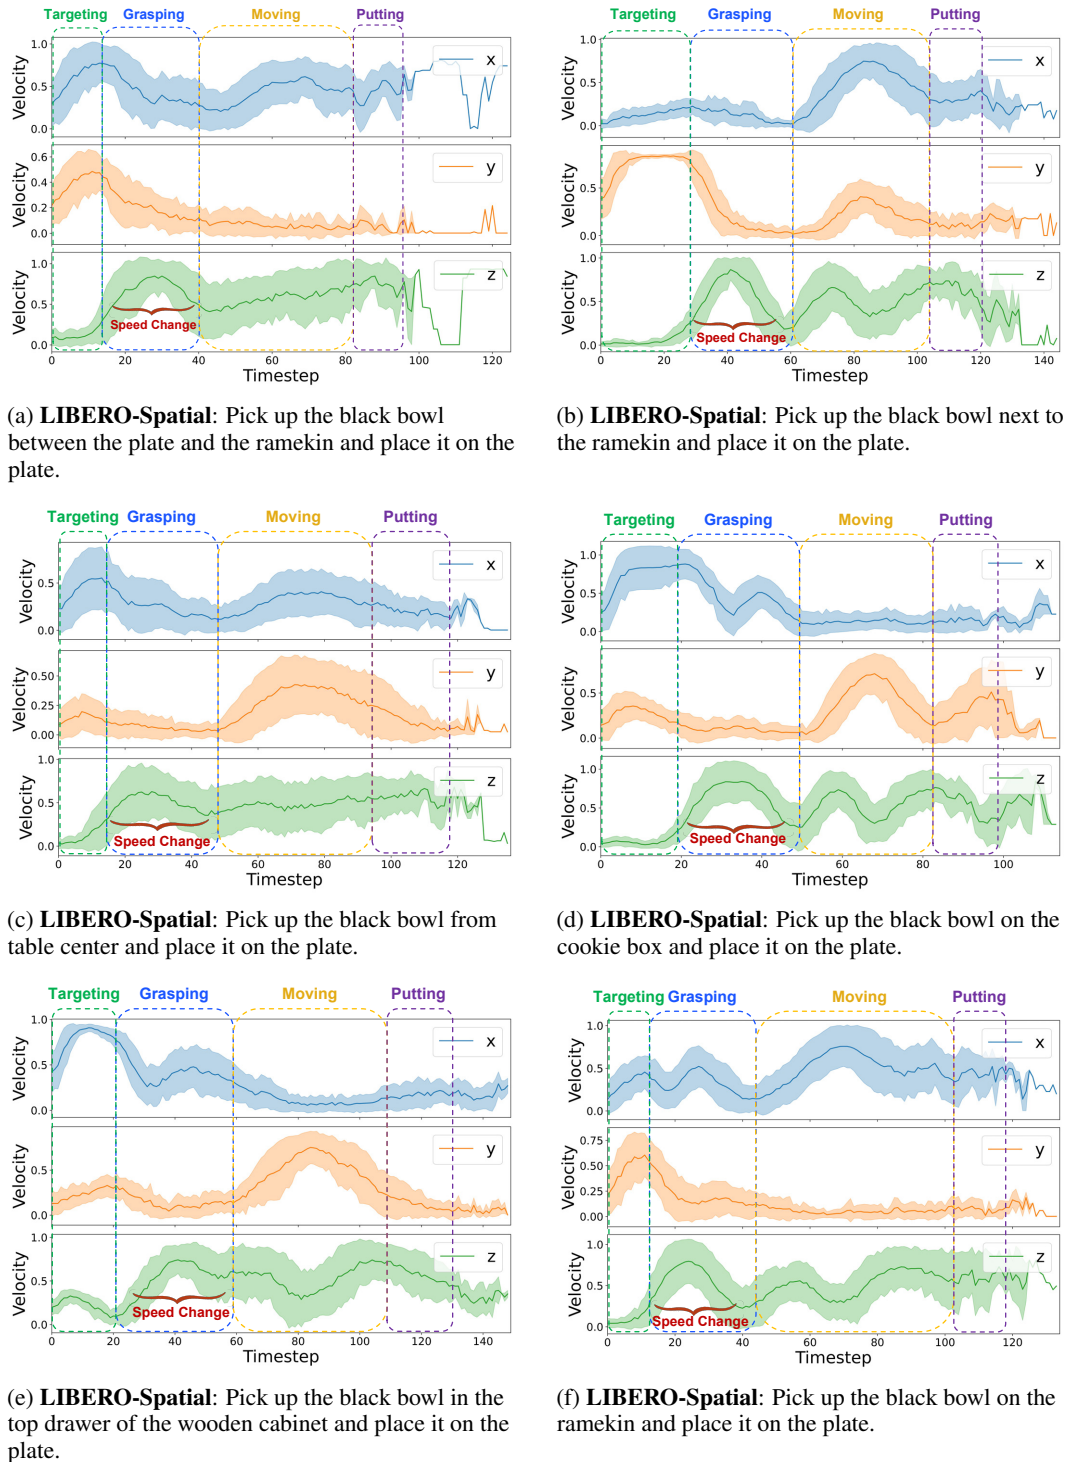 Targeting Grasping Moving Putting
1.0
0.5
0.0
Velocity
x
0.6
0.4
0.2
0.0
Velocity
y
1.0
0.5
0.0
Velocity
z
Speed Change
0 20 40 60 80 100 120
Timestep
(a) LIBERO-Spatial: Pick up the black bowl
between the plate and the ramekin and place it on the
plate.
Targeting Grasping Moving Putting
1.0
0.5
0.0
Velocity
x
0.5
0.0
Velocity
y
1.0
0.5
0.0
Velocity
z
Speed Change
0 20 40 60 80 100 120 140
Timestep
(b) LIBERO-Spatial: Pick up the black bowl next to
the ramekin and place it on the plate.
Targeting Grasping Moving Putting
0.5
0.0
Velocity
x
0.50
0.25
0.00
Velocity
y
1.0
0.5
0.0
Velocity
z
Speed Change
0 20 40 60 80 100 120
Timestep
(c) LIBERO-Spatial: Pick up the black bowl from
table center and place it on the plate.
Targeting Grasping Moving Putting
1.0
0.5
0.0
Velocity
x
0.5
0.0
Velocity
y
1.0
0.5
0.0
Velocity
z
Speed Change
0 20 40 60 80 100
Timestep
(d) LIBERO-Spatial: Pick up the black bowl on the
cookie box and place it on the plate.
Targeting Grasping Moving Putting
1.0
0.5
0.0
Velocity
x
0.5
0.0
Velocity
y
1.0
0.5
0.0
Velocity
z
Speed Change
0 20 40 60 80 100 120 140
Timestep
(e) LIBERO-Spatial: Pick up the black bowl in the
top drawer of the wooden cabinet and place it on the
plate.
Targeting Grasping Moving Putting
1.0
0.5
0.0
Velocity
x
0.75
0.50
0.25
0.00
Velocity
y
1.0
0.5
0.0
Velocity
z
Speed Change
0 20 40 60 80 100 120
Timestep
(f) LIBERO-Spatial: Pick up the black bowl on the
ramekin and place it on the plate.